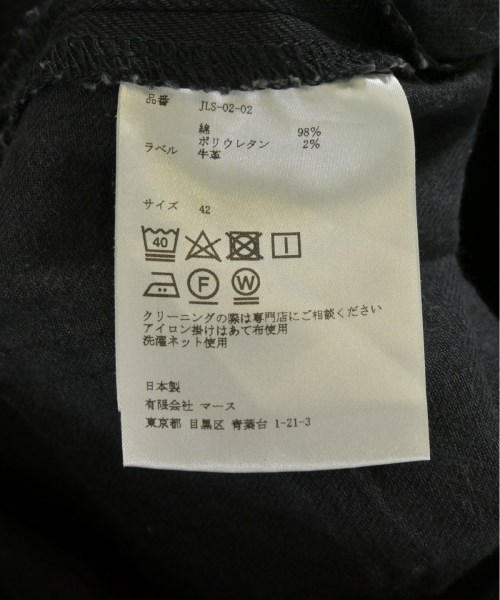 品番 JLS-02-02
綿 98%
ポリウレタン 2%
ラベル 牛革
サイズ 42
40
F W
クリーニングの際は専門店にご相談ください
アイロン掛けはあて布使用
洗濯ネット使用
日本製
有限会社 マース
東京都 目黒区 青葉台 1-21-3